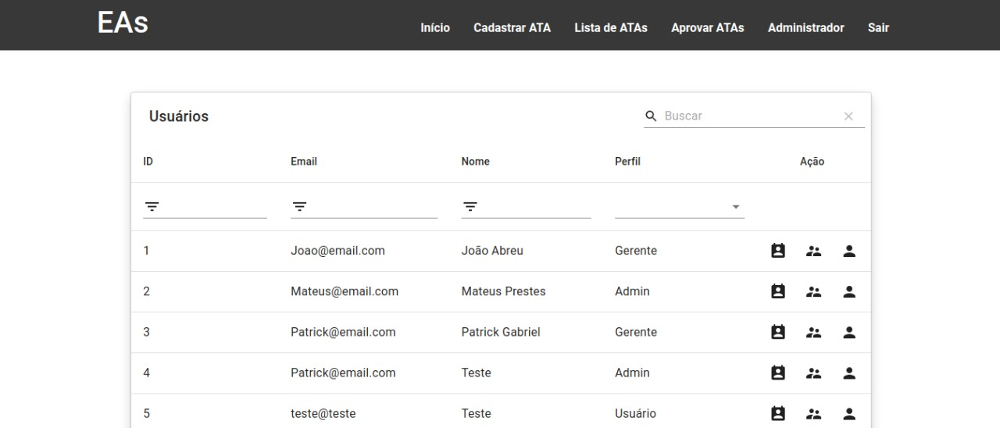 EAs
Início Cadastrar ATA Lista de ATAs Aprovar ATAs Administrador Sair
Usuários Buscar
ID Email Nome Perfil Ação
1 Joao@email.com João Abreu Gerente
2 Mateus@email.com Mateus Prestes Admin
3 Patrick@email.com Patrick Gabriel Gerente
4 Patrick@email.com Teste Admin
5 teste@teste Teste Usuário